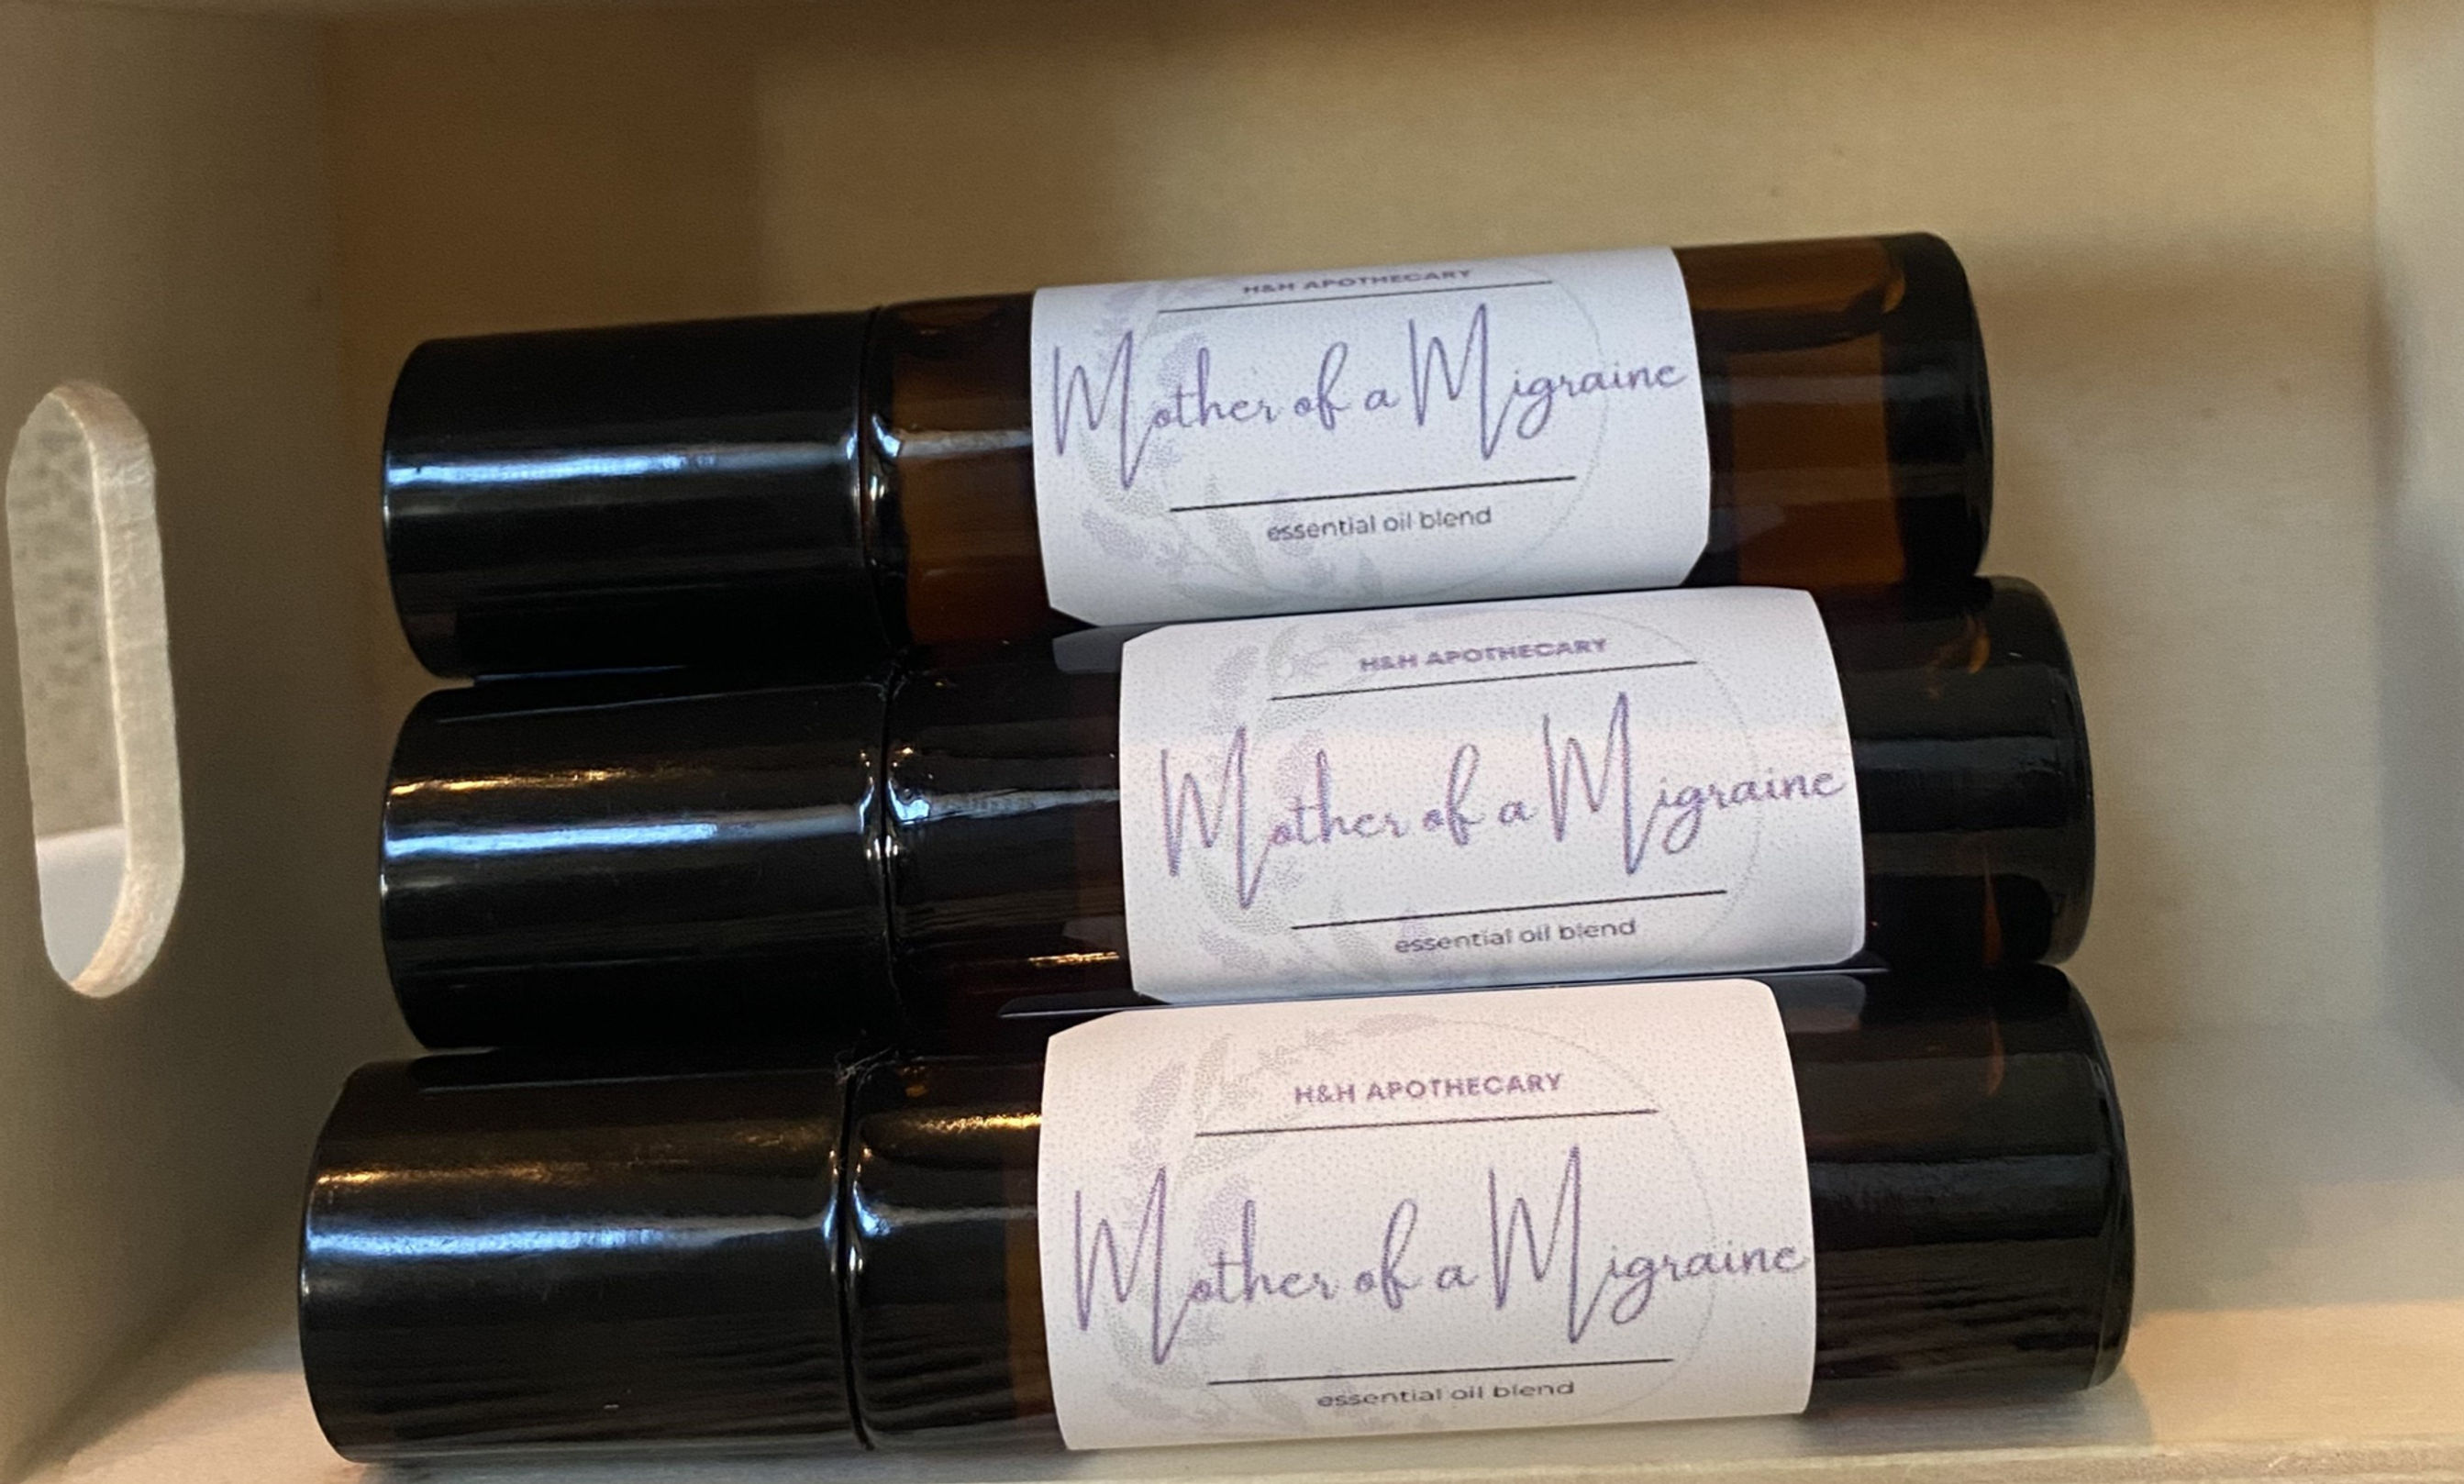 H&H APOTHECARY
Mother of a Migraine
essential oil blend
H&H APOTHECARY
Mother of a Migraine
essential oil blend
H&H APOTHECARY
Mother of a Migraine
essential oil blend